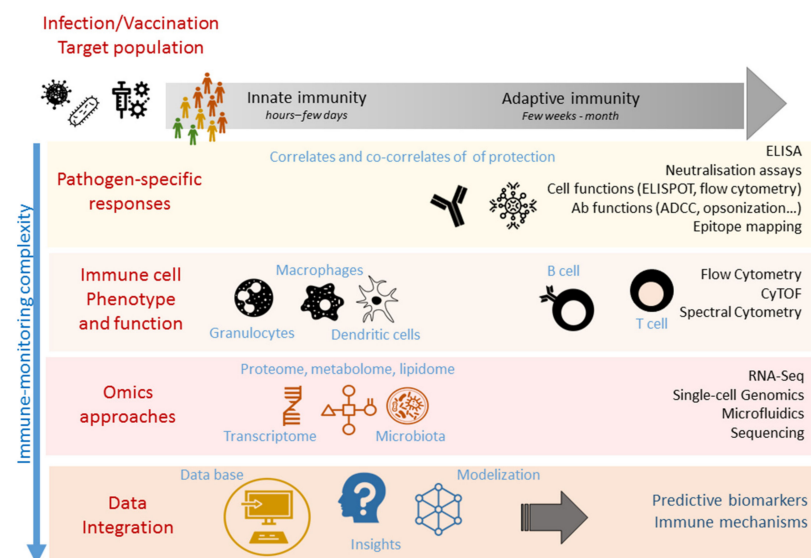 Infection/Vaccination
Target population
Innate immunity
hours–few days
Adaptive immunity
Few weeks - month
Immune-monitoring complexity
Pathogen-specific
responses
Correlates and co-correlates of of protection
ELISA
Neutralisation assays
Cell functions (ELISPOT, flow cytometry)
Ab functions (ADCC, opsonization...)
Epitope mapping
Immune cell
Phenotype
and function
Macrophages
Granulocytes
Dendritic cells
B cell
T cell
Flow Cytometry
CyTOF
Spectral Cytometry
Omics
approaches
Proteome, metabolome, lipidome
Transcriptome
Microbiota
RNA-Seq
Single-cell Genomics
Microfluidics
Sequencing
Data
Integration
Data base
Insights
Modelization
Predictive biomarkers
Immune mechanisms